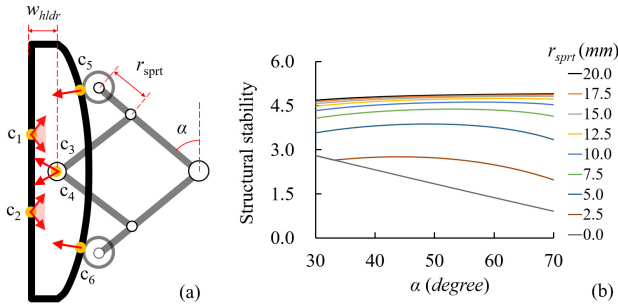 w_hldr
(a)
c5
r_sprt
α
c1
c3
c4
c2
c6
(b)
r_sprt (mm)
Structural stability
6.0
4.5
3.0
1.5
0.0
30
40
50
60
70
α (degree)
20.0
17.5
15.0
12.5
10.0
7.5
5.0
2.5
0.0